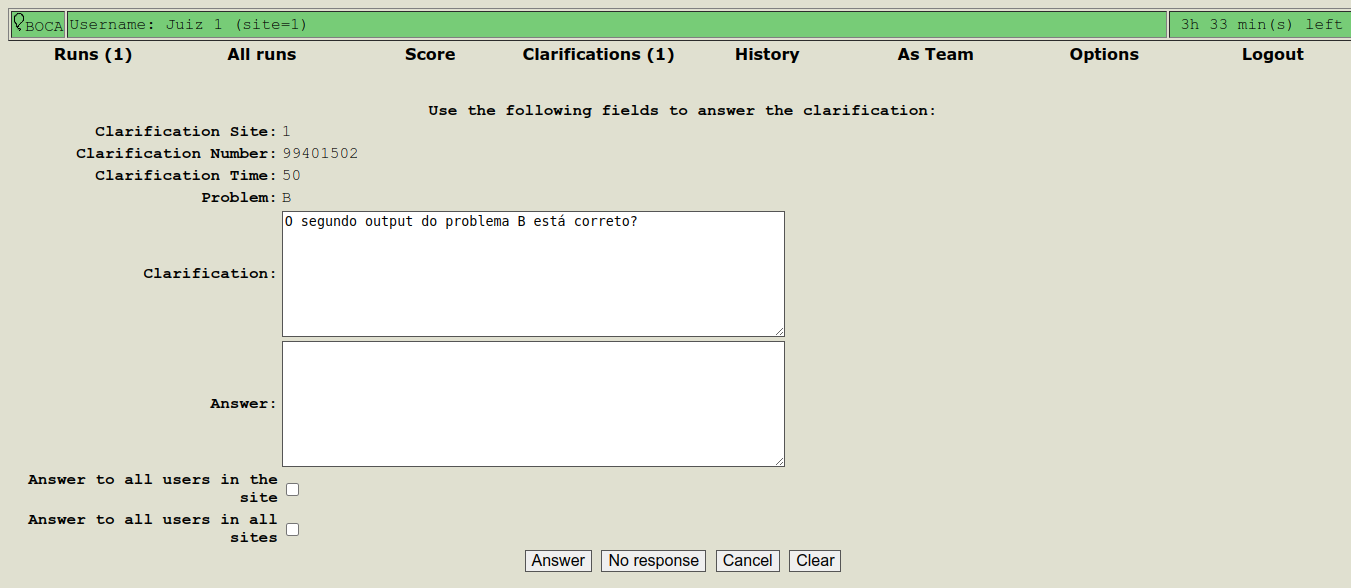 BOCA Username: Juiz 1 (site=1) 3h 33 min(s) left
Runs (1) All runs Score Clarifications (1) History As Team Options Logout
Use the following fields to answer the clarification:
Clarification Site: 1
Clarification Number: 99401502
Clarification Time: 50
Problem: B
Clarification: O segundo output do problema B está correto?
Answer:
Answer to all users in the
site
Answer to all users in all
sites
Answer No response Cancel Clear